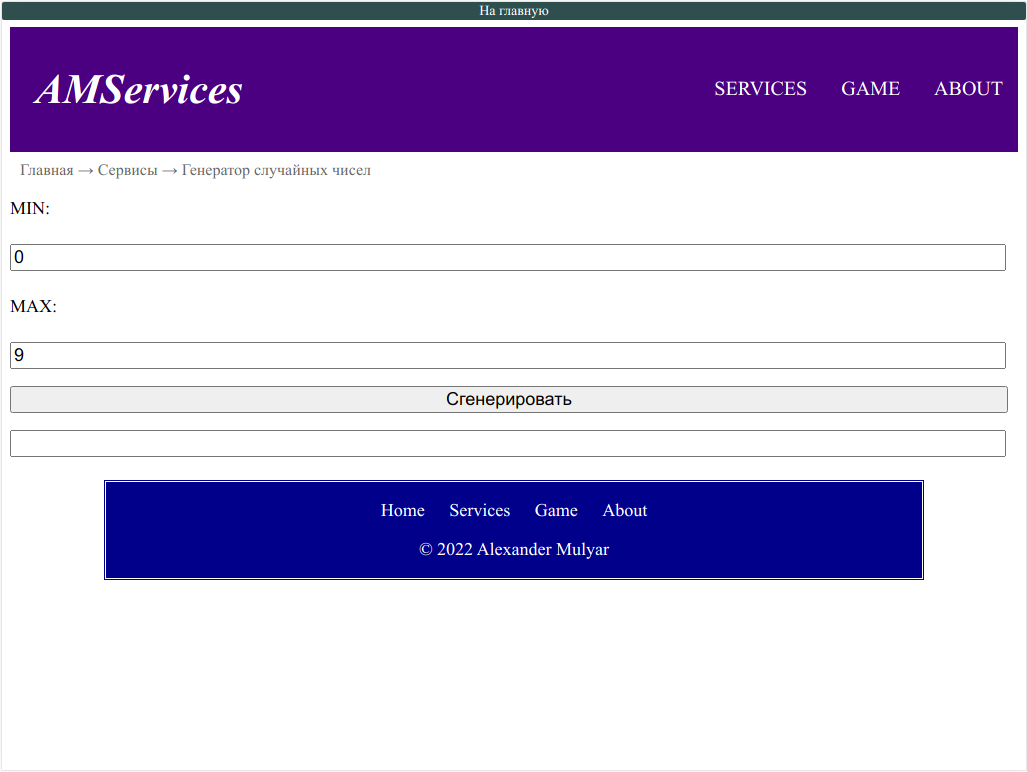 На главную
AMServices
SERVICES GAME ABOUT
Главная → Сервисы → Генератор случайных чисел
MIN:
0
MAX:
9
Сгенерировать
Home Services Game About
© 2022 Alexander Mulyar